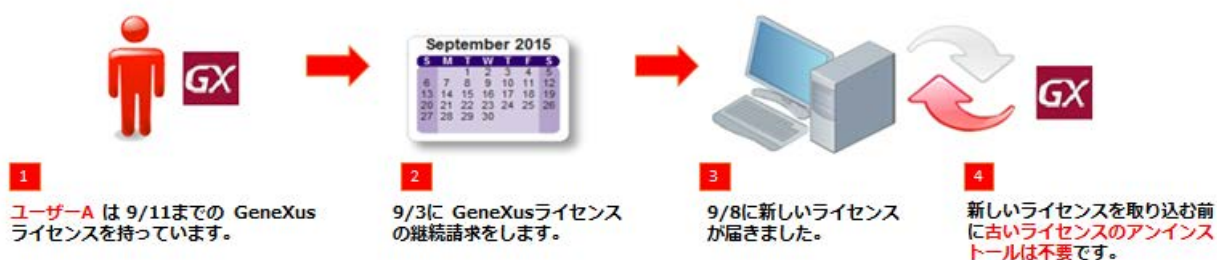 GX
September 2015
S M T W T F S
1 2 3 4 5
6 7 8 9 10 11 12
13 14 15 16 17 18 19
20 21 22 23 24 25 26
27 28 29 30
GX
1
ユーザーA は 9/11までの GeneXus
ライセンスを持っています。
2
9/3に GeneXusライセンス
の継続請求をします。
3
9/8に新しいライセンス
が届きました。
4
新しいライセンスを取り込む前
に古いライセンスのアンインス
トールは不要です。